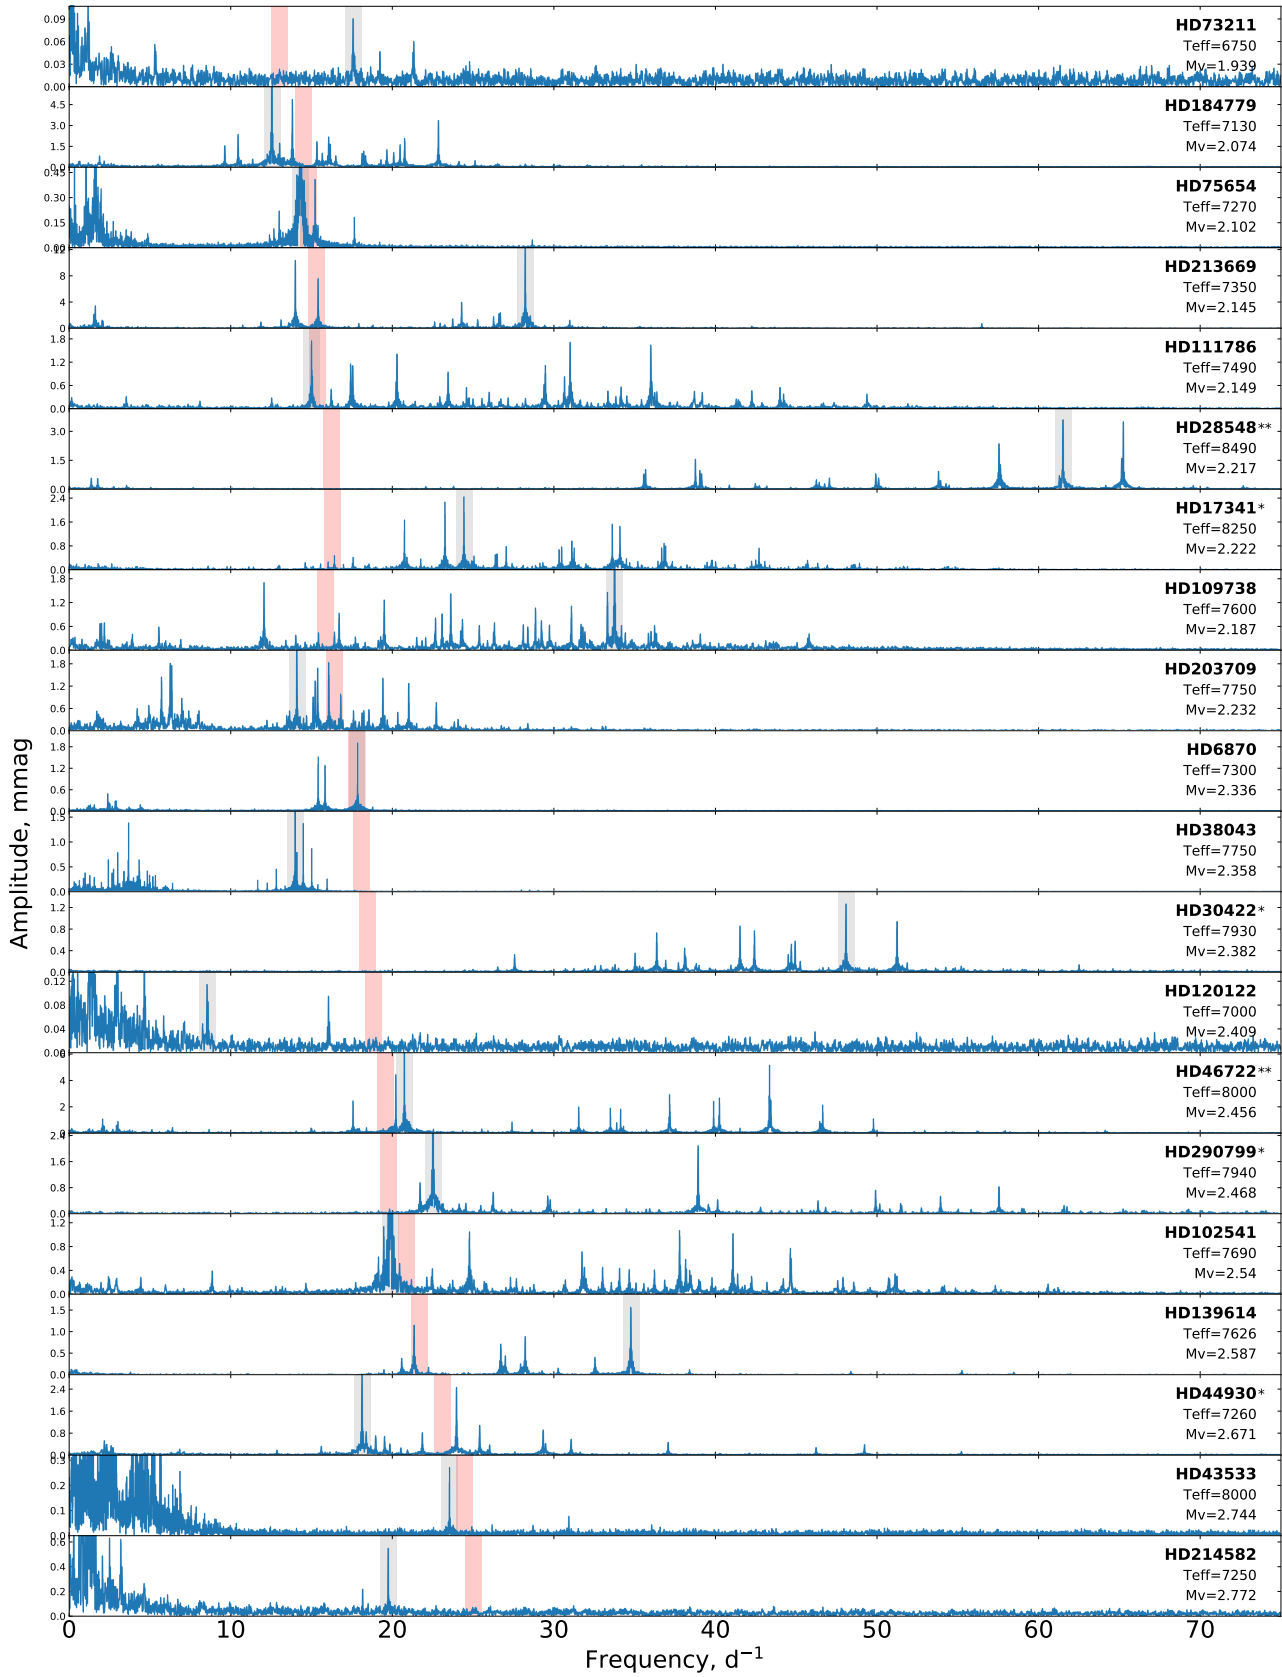 0.09
0.06
0.03
0.00
HD73211
Teff=6750
Mv=1.939
4.5
3.0
1.5
0.0
HD184779
Teff=7130
Mv=2.074
0.45
0.30
0.15
0.00
HD75654
Teff=7270
Mv=2.102
12
8
4
0
HD213669
Teff=7350
Mv=2.145
1.8
1.2
0.6
0.0
HD111786
Teff=7490
Mv=2.149
3.0
1.5
0.0
HD28548**
Teff=8490
Mv=2.217
2.4
1.6
0.8
0.0
HD17341*
Teff=8250
Mv=2.222
1.8
1.2
0.6
0.0
HD109738
Teff=7600
Mv=2.187
1.8
1.2
0.6
0.0
HD203709
Teff=7750
Mv=2.232
1.8
1.2
0.6
0.0
HD6870
Teff=7300
Mv=2.336
1.5
1.0
0.5
0.0
HD38043
Teff=7750
Mv=2.358
1.2
0.8
0.4
0.0
HD30422*
Teff=7930
Mv=2.382
0.12
0.08
0.04
0.00
HD120122
Teff=7000
Mv=2.409
6
4
2
0
HD46722**
Teff=8000
Mv=2.456
2.4
1.6
0.8
0.0
HD290799*
Teff=7940
Mv=2.468
1.2
0.8
0.4
0.0
HD102541
Teff=7690
Mv=2.54
1.5
1.0
0.5
0.0
HD139614
Teff=7626
Mv=2.587
2.4
1.6
0.8
0.0
HD44930*
Teff=7260
Mv=2.671
0.3
0.2
0.1
0.0
HD43533
Teff=8000
Mv=2.744
0.6
0.4
0.2
0.0
HD214582
Teff=7250
Mv=2.772
0 10 20 30 40 50 60 70
Frequency, d⁻¹
Amplitude, mmag